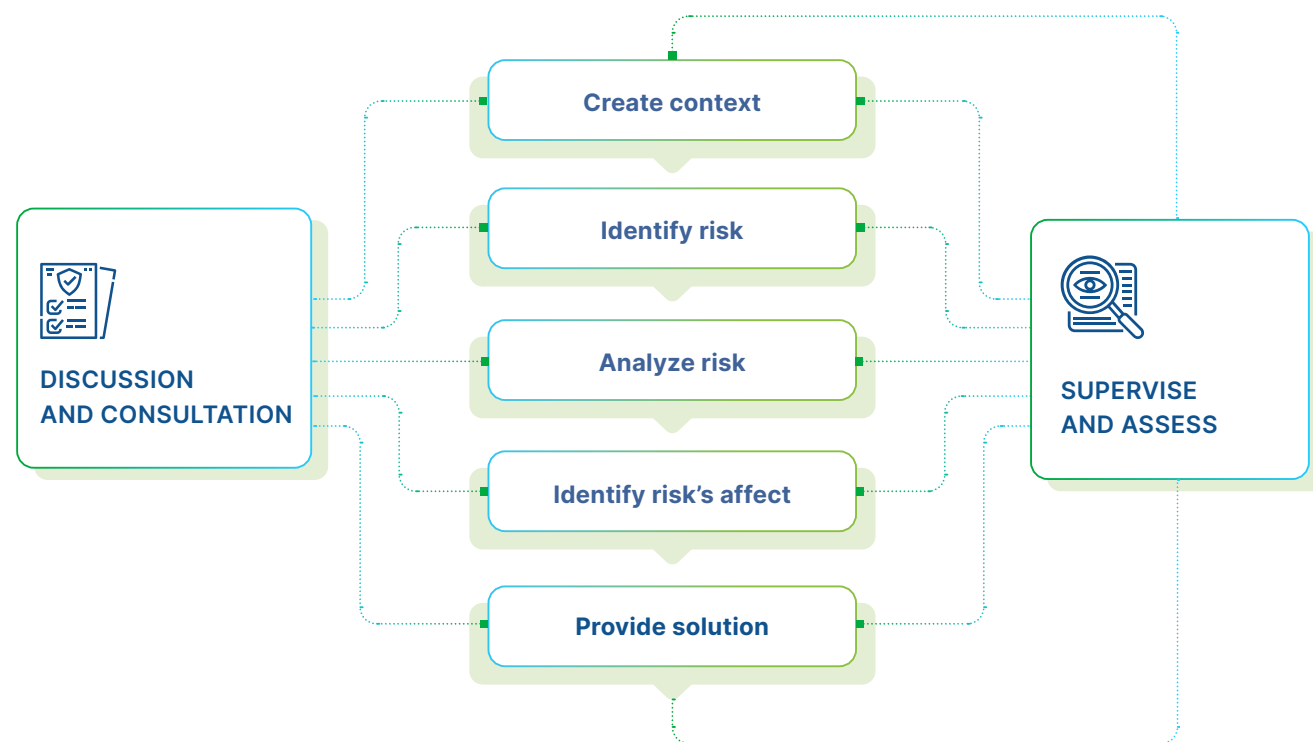 Create context
Identify risk
Analyze risk
Identify risk’s affect
Provide solution
DISCUSSION
AND CONSULTATION
SUPERVISE
AND ASSESS